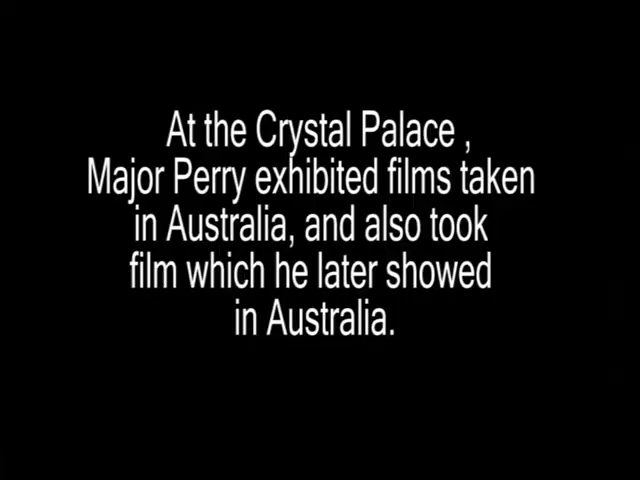 At the Crystal Palace ,
Major Perry exhibited films taken
in Australia, and also took
film which he later showed
in Australia.